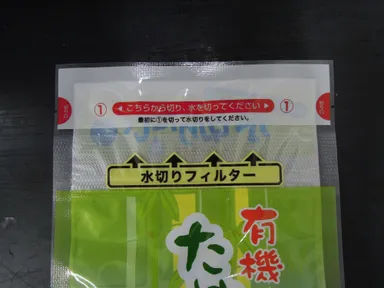 ① こちらから切り、水を切ってください ①
最初に①を切って水切りをしてください。
水切りフィルター
有機
た